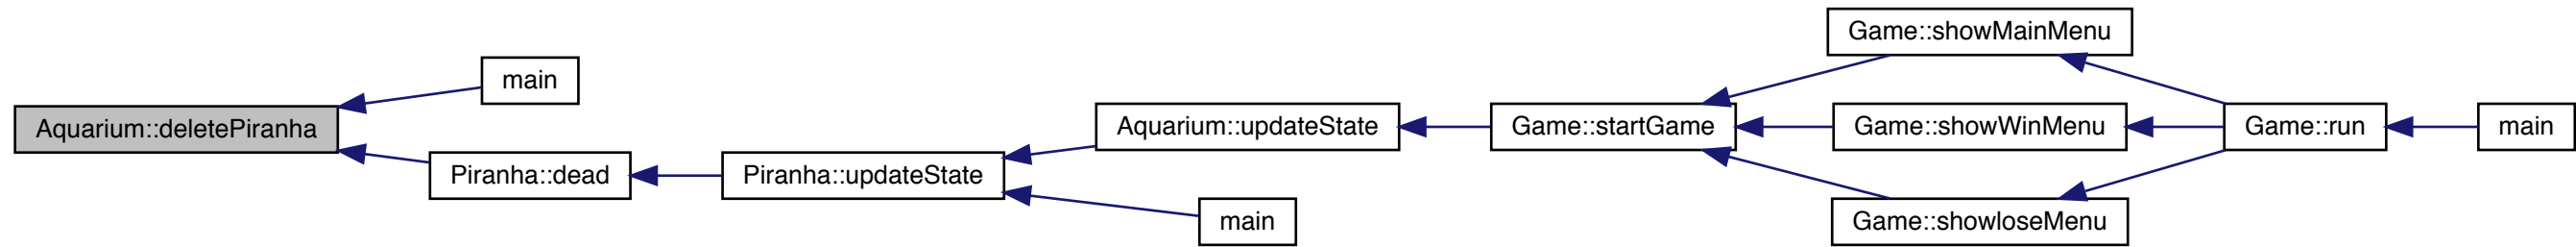 Aquarium::deletePiranha
main
Piranha::dead
Piranha::updateState
Aquarium::updateState
main
Game::startGame
Game::showMainMenu
Game::showWinMenu
Game::showloseMenu
Game::run
main